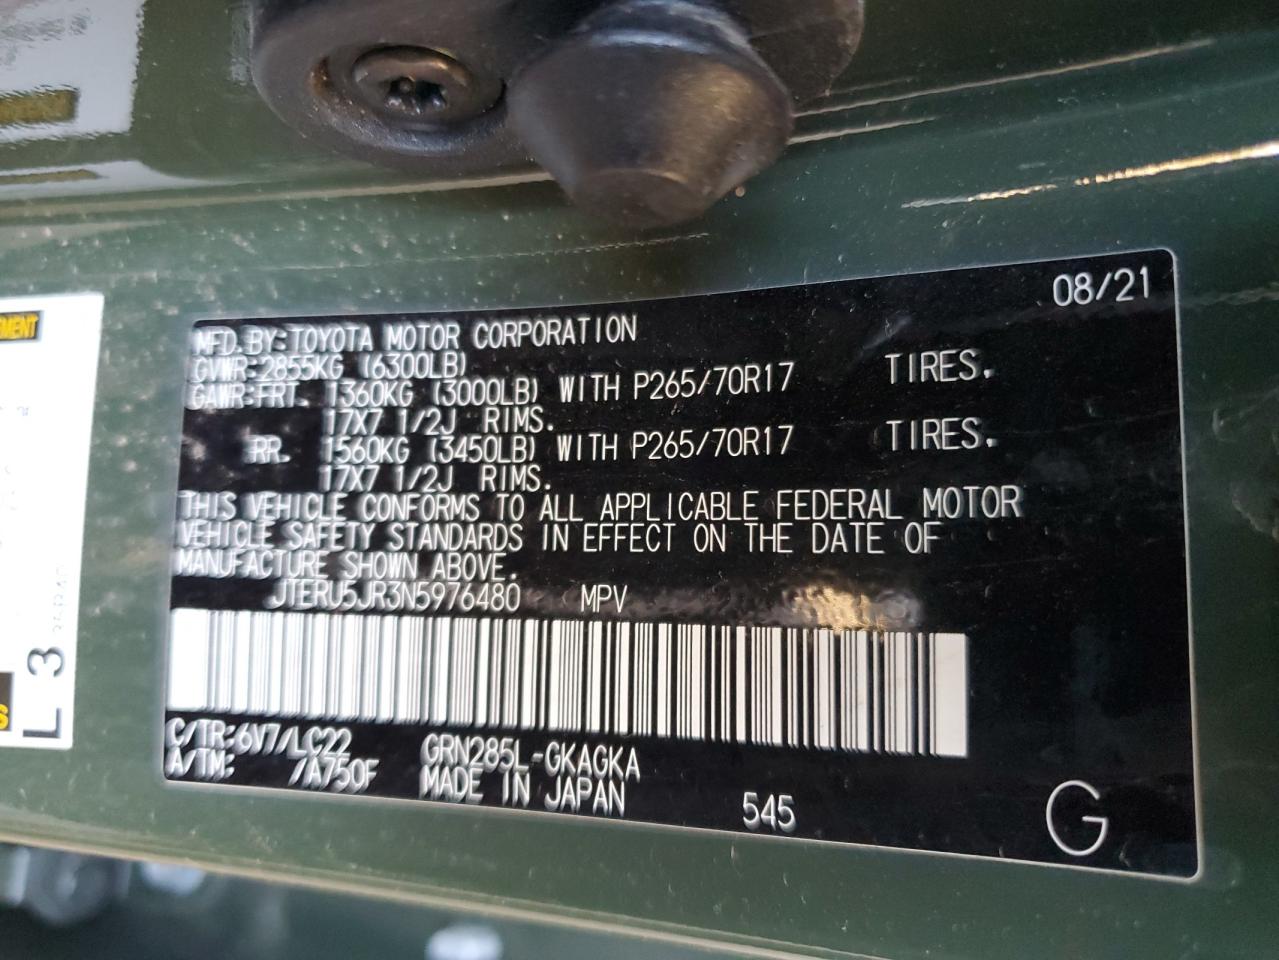 08/21
MFD. BY: TOYOTA MOTOR CORPORATION
GVWR: 2855KG (6300LB)
GAWR: FRT. 1360KG (3000LB) WITH P265/70R17 TIRES.
17X7 1/2J RIMS.
RR. 1560KG (3450LB) WITH P265/70R17 TIRES.
17X7 1/2J RIMS.
THIS VEHICLE CONFORMS TO ALL APPLICABLE FEDERAL MOTOR
VEHICLE SAFETY STANDARDS IN EFFECT ON THE DATE OF
MANUFACTURE SHOWN ABOVE.
JTERU5JR3N5976480 MPV
C/TR: 6V7/LC22 GRN285L-GKAGKA
A/TM: /A750F MADE IN JAPAN
545 G
L 3